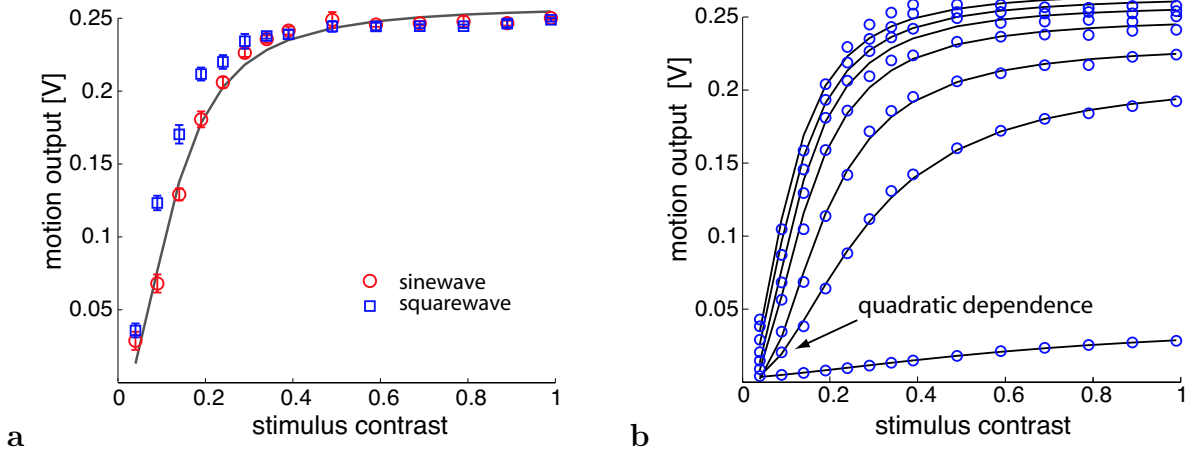 0.25
0.2
0.15
0.1
0.05
motion output [V]
0
0.2
0.4
0.6
0.8
1
stimulus contrast
sinewave
squarewave
a
0.25
0.2
0.15
0.1
0.05
motion output [V]
0
0.2
0.4
0.6
0.8
1
stimulus contrast
quadratic dependence
b